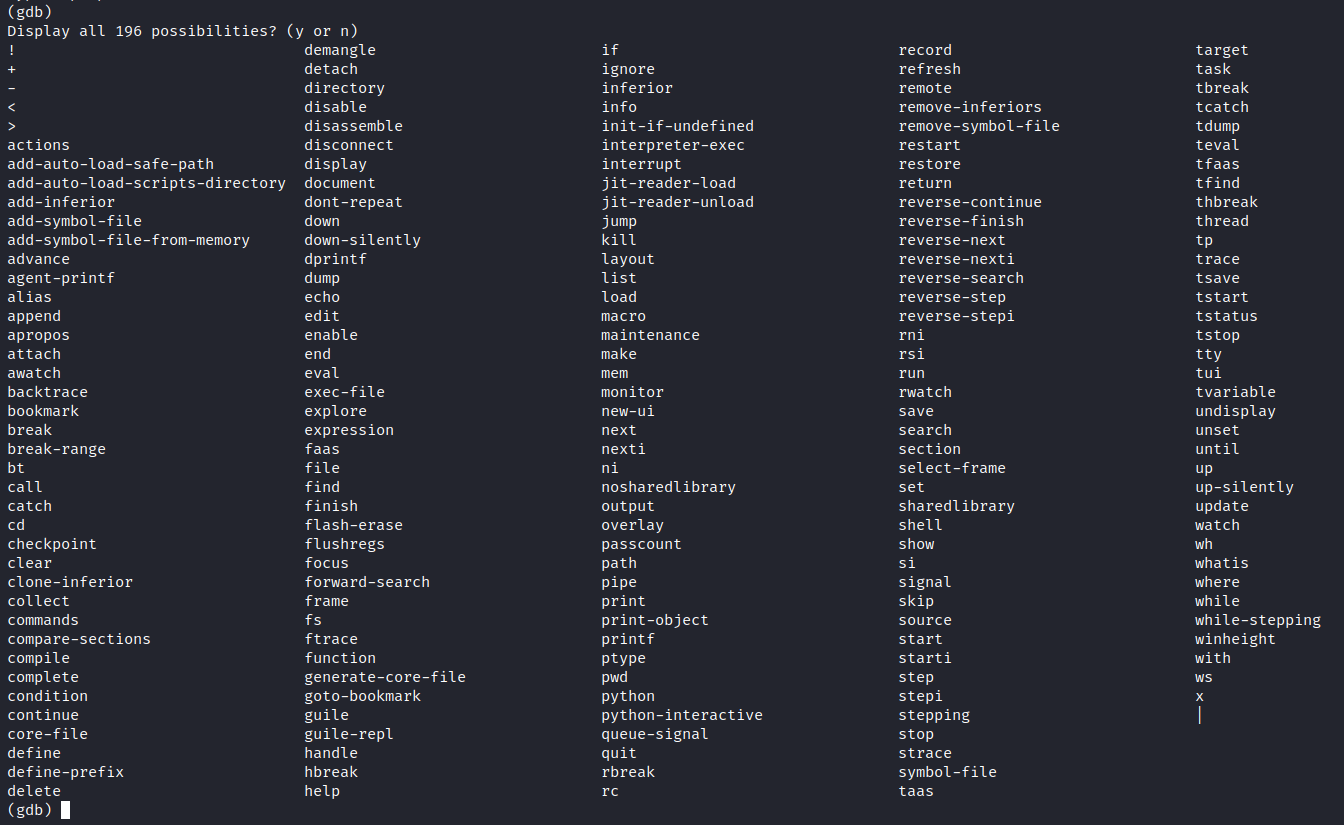 (gdb)
Display all 196 possibilities? (y or n)
! demangle if record target
+ detach ignore refresh task
- directory inferior remote tbreak
< disable info remove-inferiors tcatch
> disassemble init-if-undefined remove-symbol-file tdump
actions disconnect interpreter-exec restart teval
add-auto-load-safe-path display interrupt restore tfaas
add-auto-load-scripts-directory document jit-reader-load return tfind
add-inferior dont-repeat jit-reader-unload reverse-continue thbreak
add-symbol-file down jump reverse-finish thread
add-symbol-file-from-memory down-silently kill reverse-next tp
advance dprintf layout reverse-nexti trace
agent-printf dump list reverse-search tsave
alias echo load reverse-step tstart
append edit macro reverse-stepi tstatus
apropos enable maintenance rni tstop
attach end make rsi tty
awatch eval mem run tui
backtrace exec-file monitor rwatch tvariable
bookmark explore new-ui save undisplay
break expression next search unset
break-range faas nexti section until
bt file ni select-frame up
call find nosharedlibrary set up-silently
catch finish output sharedlibrary update
cd flash-erase overlay shell watch
checkpoint flushregs passcount show wh
clear focus path si whatis
clone-inferior forward-search pipe signal where
collect frame print skip while
commands fs print-object source while-stepping
compare-sections ftrace printf start winheight
compile function ptype starti with
complete generate-core-file pwd step ws
condition goto-bookmark python stepi x
continue guile python-interactive stepping |
core-file guile-repl queue-signal stop
define handle quit strace
define-prefix hbreak rbreak symbol-file
delete help rc taas
(gdb)